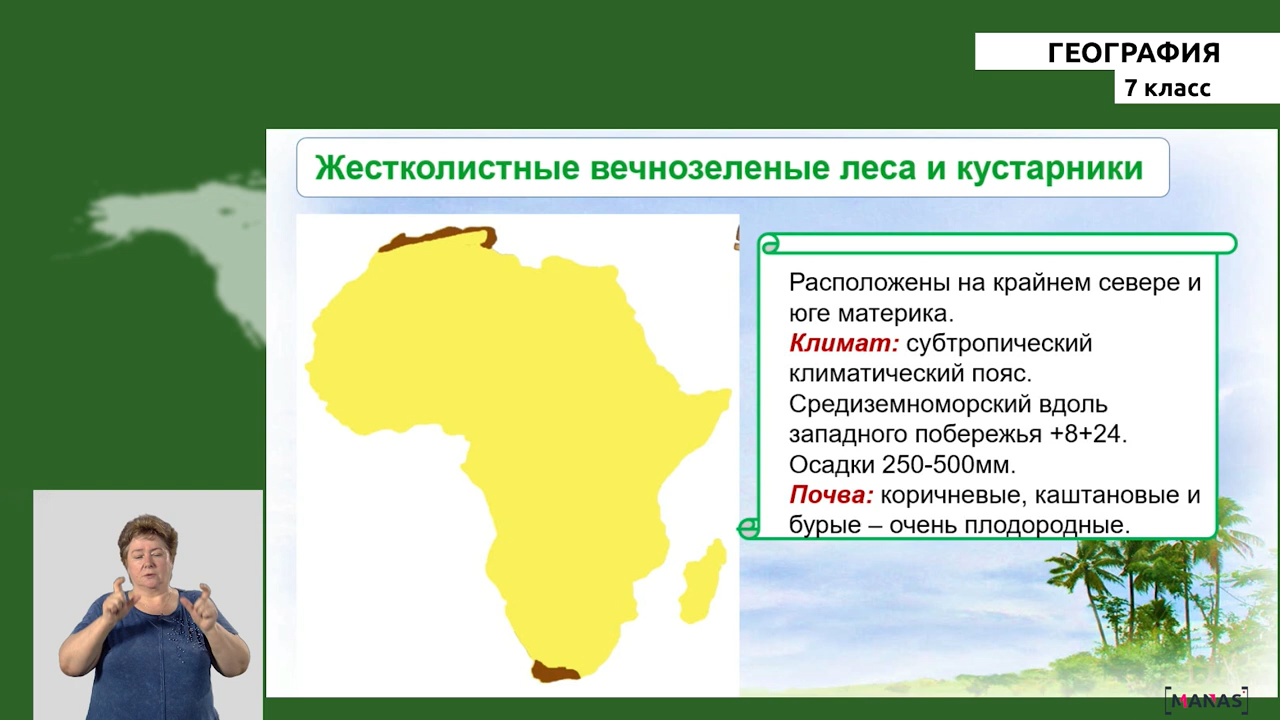 ГЕОГРАФИЯ
7 класс
Жестколистные вечнозеленые леса и кустарники
Расположены на крайнем севере и
юге материка.
Климат: субтропический
климатический пояс.
Средиземноморский вдоль
западного побережья +8+24.
Осадки 250-500мм.
Почва: коричневые, каштановые и
бурые – очень плодородные.
[MANAS]